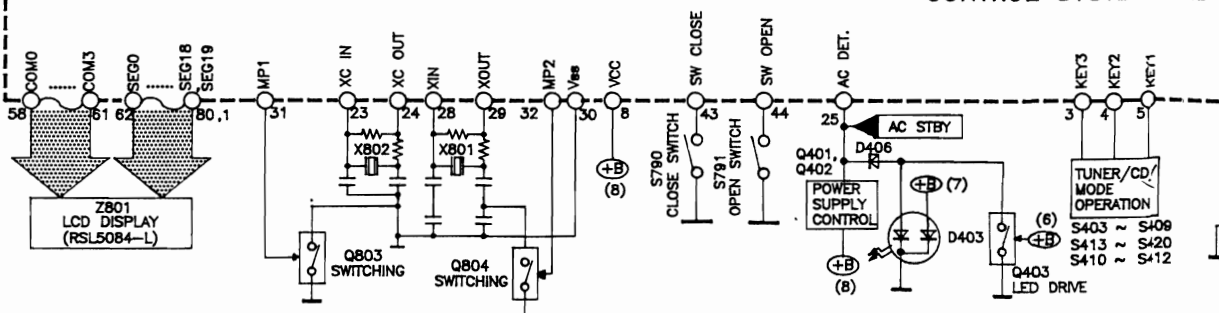 COM0
COM3
SEG0
SEG18
,SEG19
MP1
XC IN
XC OUT
XIN
XOUT
MP2
Vss
VCC
SW CLOSE
SW OPEN
AC DET.
KEY3
KEY2
KEY1
58
61
62
80,1
31
23
24
28
29
32
30
8
43
44
25
3
4
5
X802
X801
+B
(8)
S790
CLOSE SWITCH
S791
OPEN SWITCH
AC STBY
D406
Q401,
Q402
POWER
SUPPLY
CONTROL
+B
(8)
+B (7)
D403
(6)
+B
Q403
LED DRIVE
TUNER/CD
MODE
OPERATION
S403 ~ S409
S413 ~ S420
S410 ~ S412
Z801
LCD DISPLAY
(RSL5084-L)
Q803
SWITCHING
Q804
SWITCHING